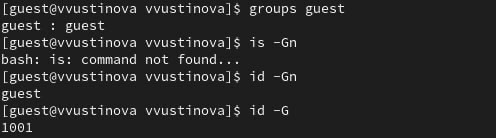 [guest@vvustinova vvustinova]$ groups guest
guest : guest
[guest@vvustinova vvustinova]$ is -Gn
bash: is: command not found...
[guest@vvustinova vvustinova]$ id -Gn
guest
[guest@vvustinova vvustinova]$ id -G
1001